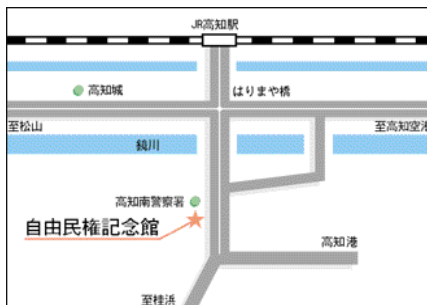 JR高知駅
高知城
はりまや橋
至松山
至高知空港
鏡川
高知南警察署
自由民権記念館
高知港
至桂浜